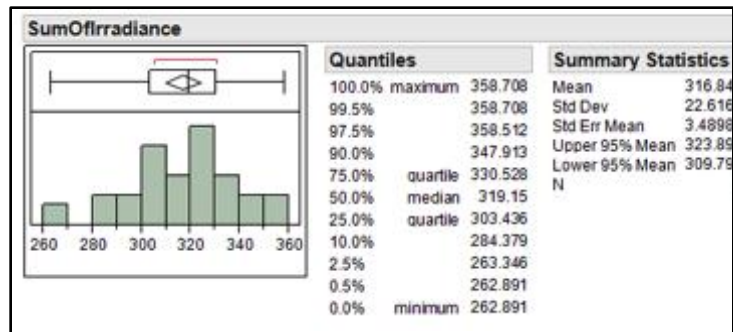 SumOfIrradiance
260 280 300 320 340 360
Quantiles
100.0% maximum 358.708
99.5% 358.708
97.5% 358.512
90.0% 347.913
75.0% quartile 330.528
50.0% median 319.15
25.0% quartile 303.436
10.0% 284.379
2.5% 263.346
0.5% 262.891
0.0% minimum 262.891
Summary Statistics
Mean 316.84
Std Dev 22.616
Std Err Mean 3.4898
Upper 95% Mean 323.89
Lower 95% Mean 309.79
N